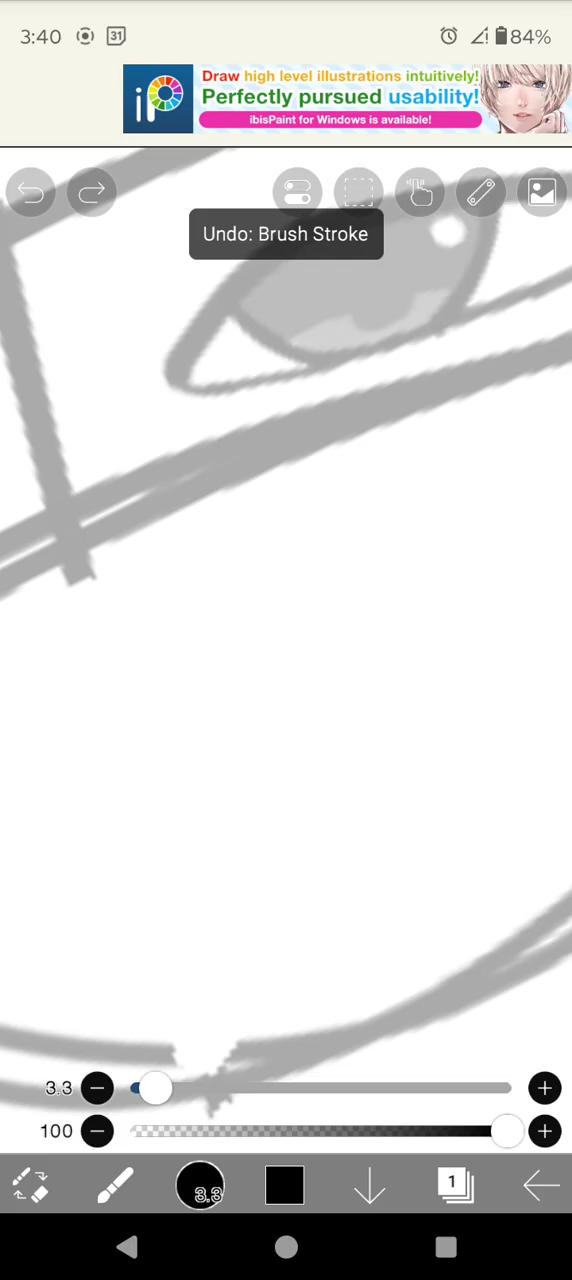 3:40
31
84%
iP
Draw high level illustrations intuitively!
Perfectly pursued usability!
ibisPaint for Windows is available!
Undo: Brush Stroke
3.3
100
3.3
1